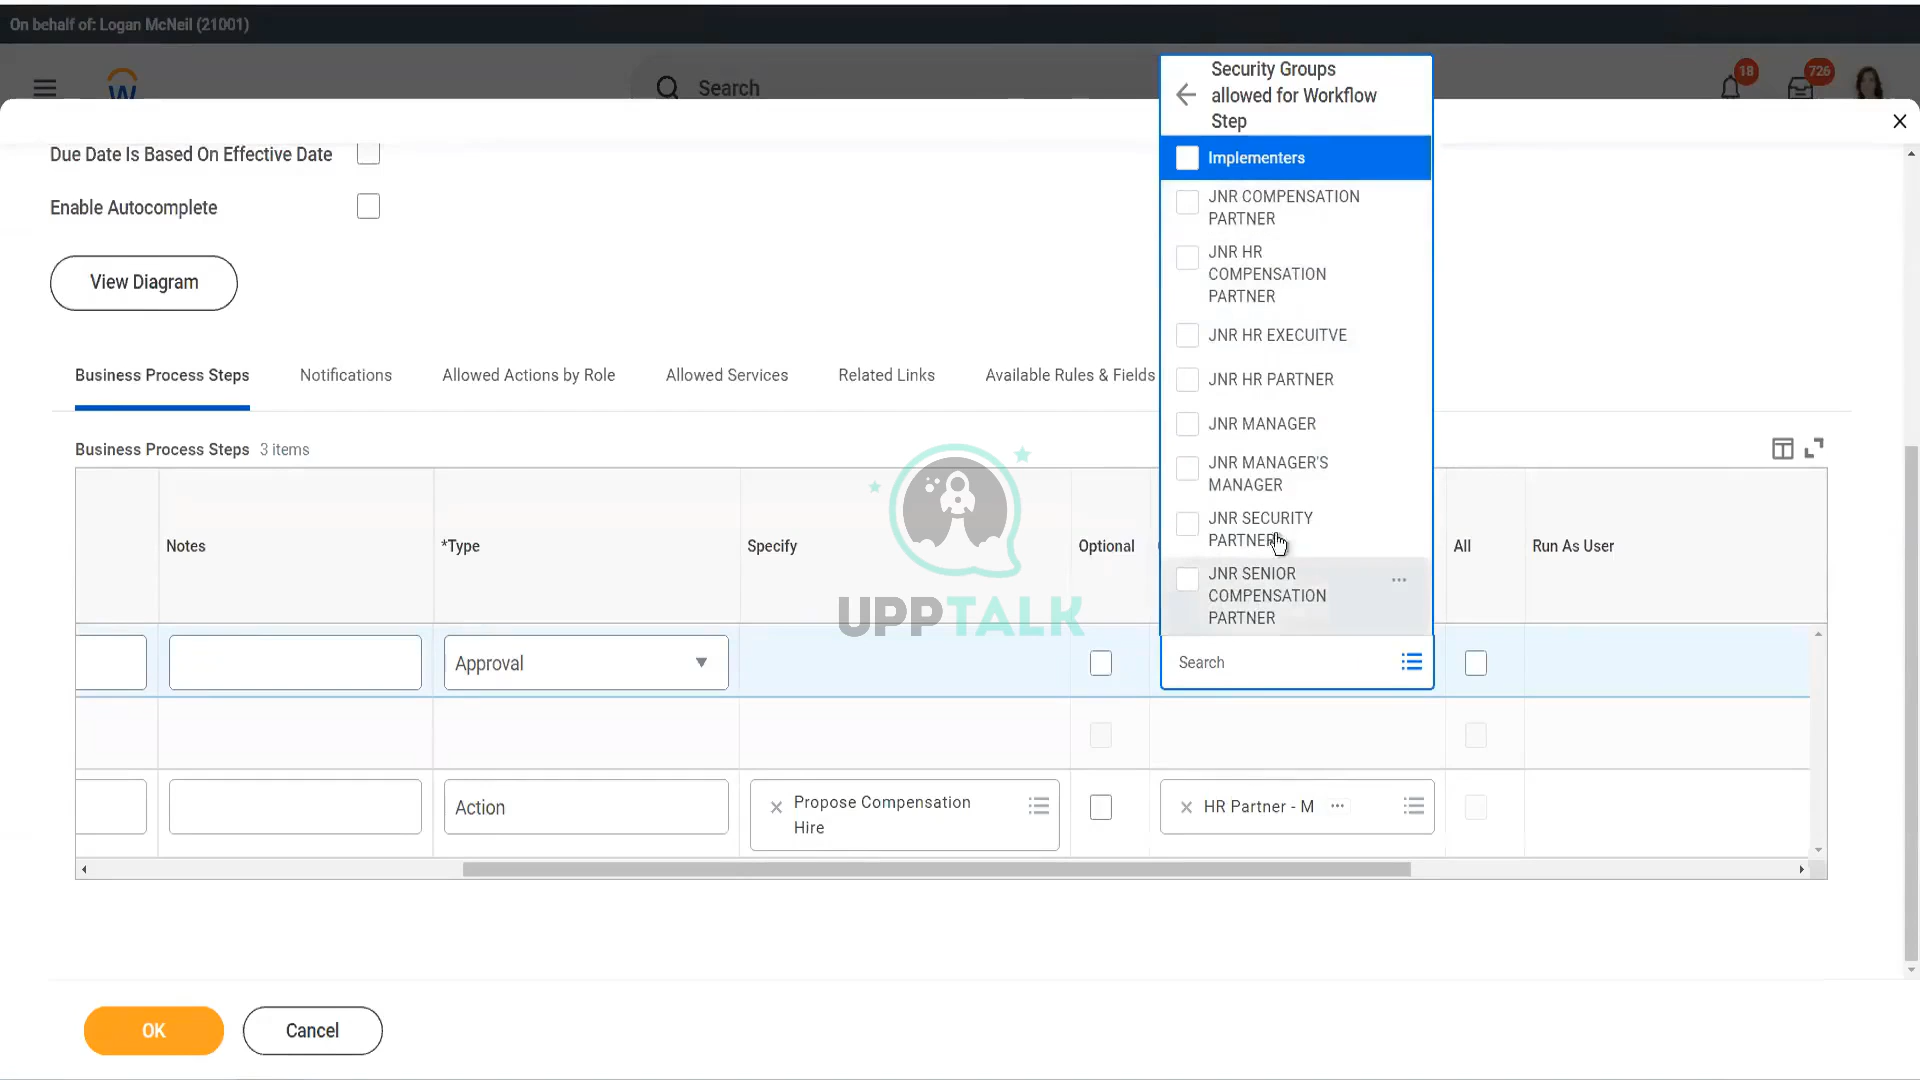 On behalf of: Logan McNeil (21001)
Search
18
726
Security Groups
allowed for Workflow
Step
Due Date Is Based On Effective Date
Enable Autocomplete
View Diagram
Implementers
JNR COMPENSATION
PARTNER
JNR HR
COMPENSATION
PARTNER
JNR HR EXECUITVE
JNR HR PARTNER
JNR MANAGER
JNR MANAGER'S
MANAGER
JNR SECURITY
PARTNER
JNR SENIOR
COMPENSATION
PARTNER
Search
Business Process Steps
Notifications
Allowed Actions by Role
Allowed Services
Related Links
Available Rules & Fields
Business Process Steps 3 items
Notes
*Type
Specify
Optional
All
Run As User
UPPTALK
Approval
Action
Propose Compensation
Hire
HR Partner - M
OK
Cancel